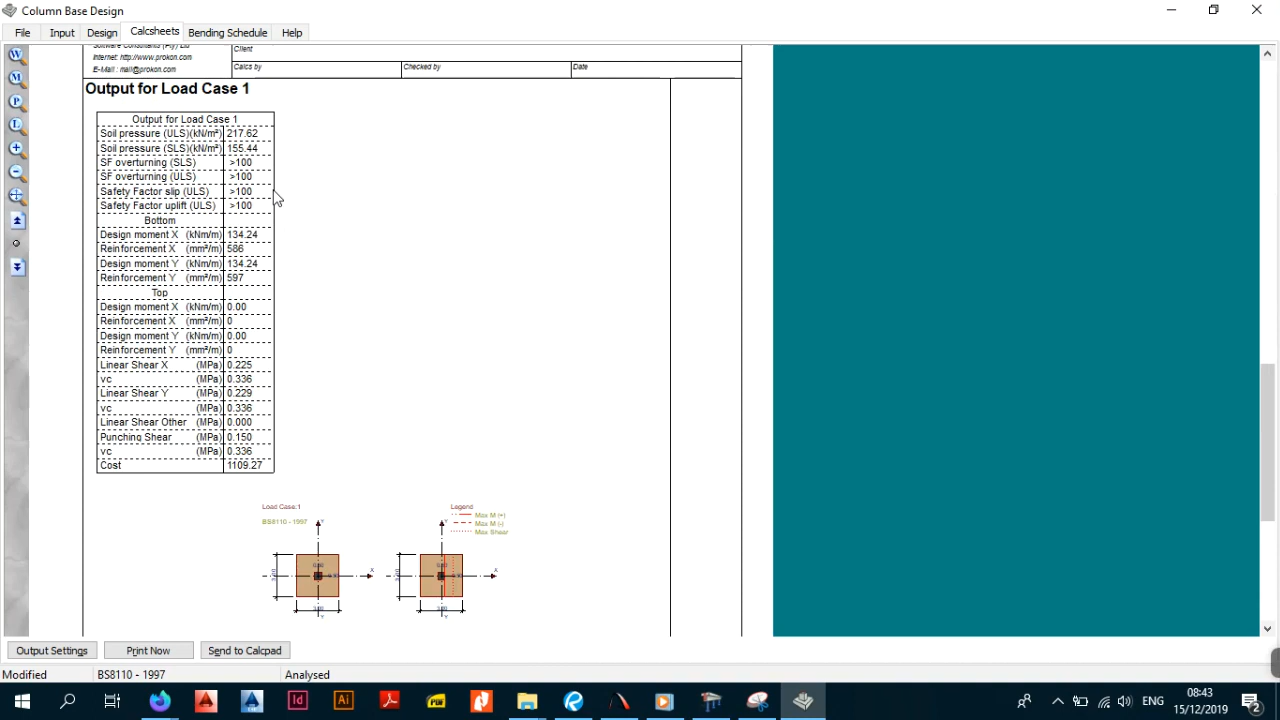 Column Base Design
File Input Design Calcsheets Bending Schedule Help
Software Consultants (Pty) Ltd
Internet: http://www.prokon.com
E-Mail : mail@prokon.com
Client
Calcs by Checked by Date
Output for Load Case 1
Output for Load Case 1
Soil pressure (ULS)(kN/m²) 217.62
Soil pressure (SLS)(kN/m²) 155.44
SF overturning (SLS) >100
SF overturning (ULS) >100
Safety Factor slip (ULS) >100
Safety Factor uplift (ULS) >100
Bottom
Design moment X (kNm/m) 134.24
Reinforcement X (mm²/m) 586
Design moment Y (kNm/m) 134.24
Reinforcement Y (mm²/m) 597
Top
Design moment X (kNm/m) 0.00
Reinforcement X (mm²/m) 0
Design moment Y (kNm/m) 0.00
Reinforcement Y (mm²/m) 0
Linear Shear X (MPa) 0.225
vc (MPa) 0.336
Linear Shear Y (MPa) 0.229
vc (MPa) 0.336
Linear Shear Other (MPa) 0.000
Punching Shear (MPa) 0.150
vc (MPa) 0.336
Cost 1109.27
Load Case:1 Legend
BS8110 - 1997
Max M (+)
Max M (-)
Max Shear
Y Y
X X
Y Y
Output Settings Print Now Send to Calcpad
Modified BS8110 - 1997 Analysed
ENG
08:43
15/12/2019
2